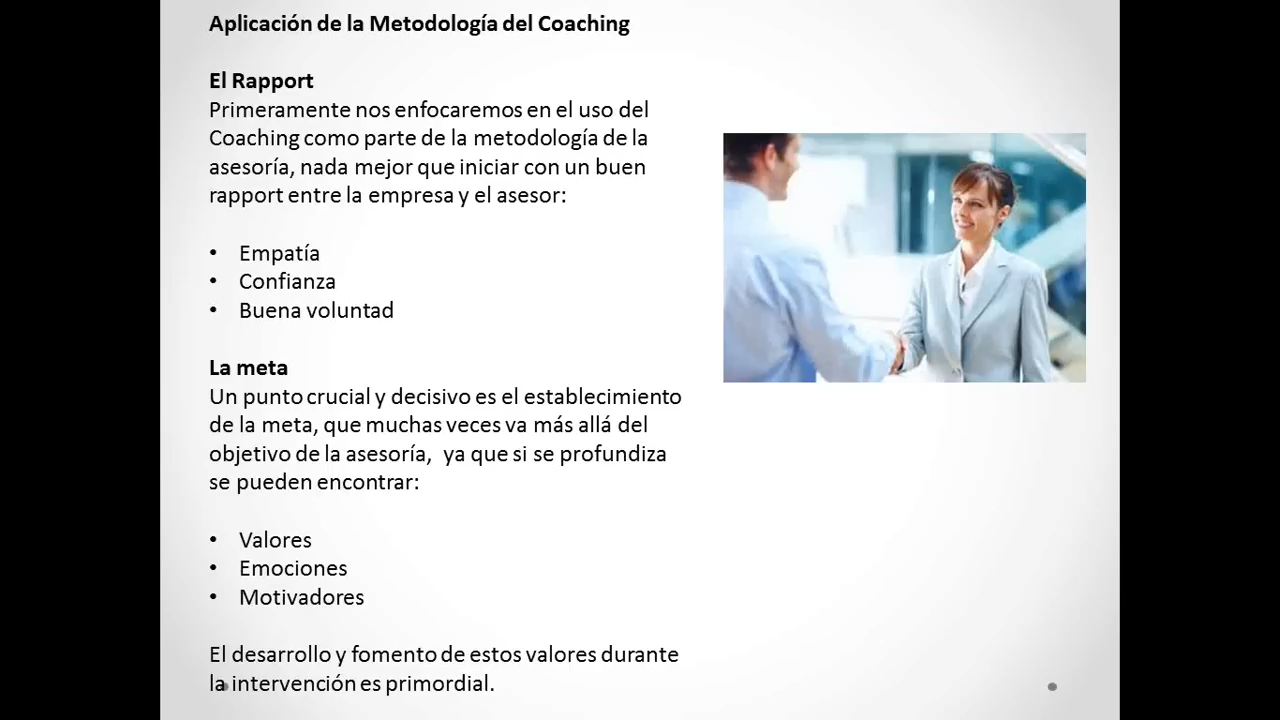 Aplicación de la Metodología del Coaching
El Rapport
Primeramente nos enfocaremos en el uso del
Coaching como parte de la metodología de la
asesoría, nada mejor que iniciar con un buen
rapport entre la empresa y el asesor:
• Empatía
• Confianza
• Buena voluntad
La meta
Un punto crucial y decisivo es el establecimiento
de la meta, que muchas veces va más allá del
objetivo de la asesoría,  ya que si se profundiza
se pueden encontrar:
• Valores
• Emociones
• Motivadores
El desarrollo y fomento de estos valores durante
la intervención es primordial.